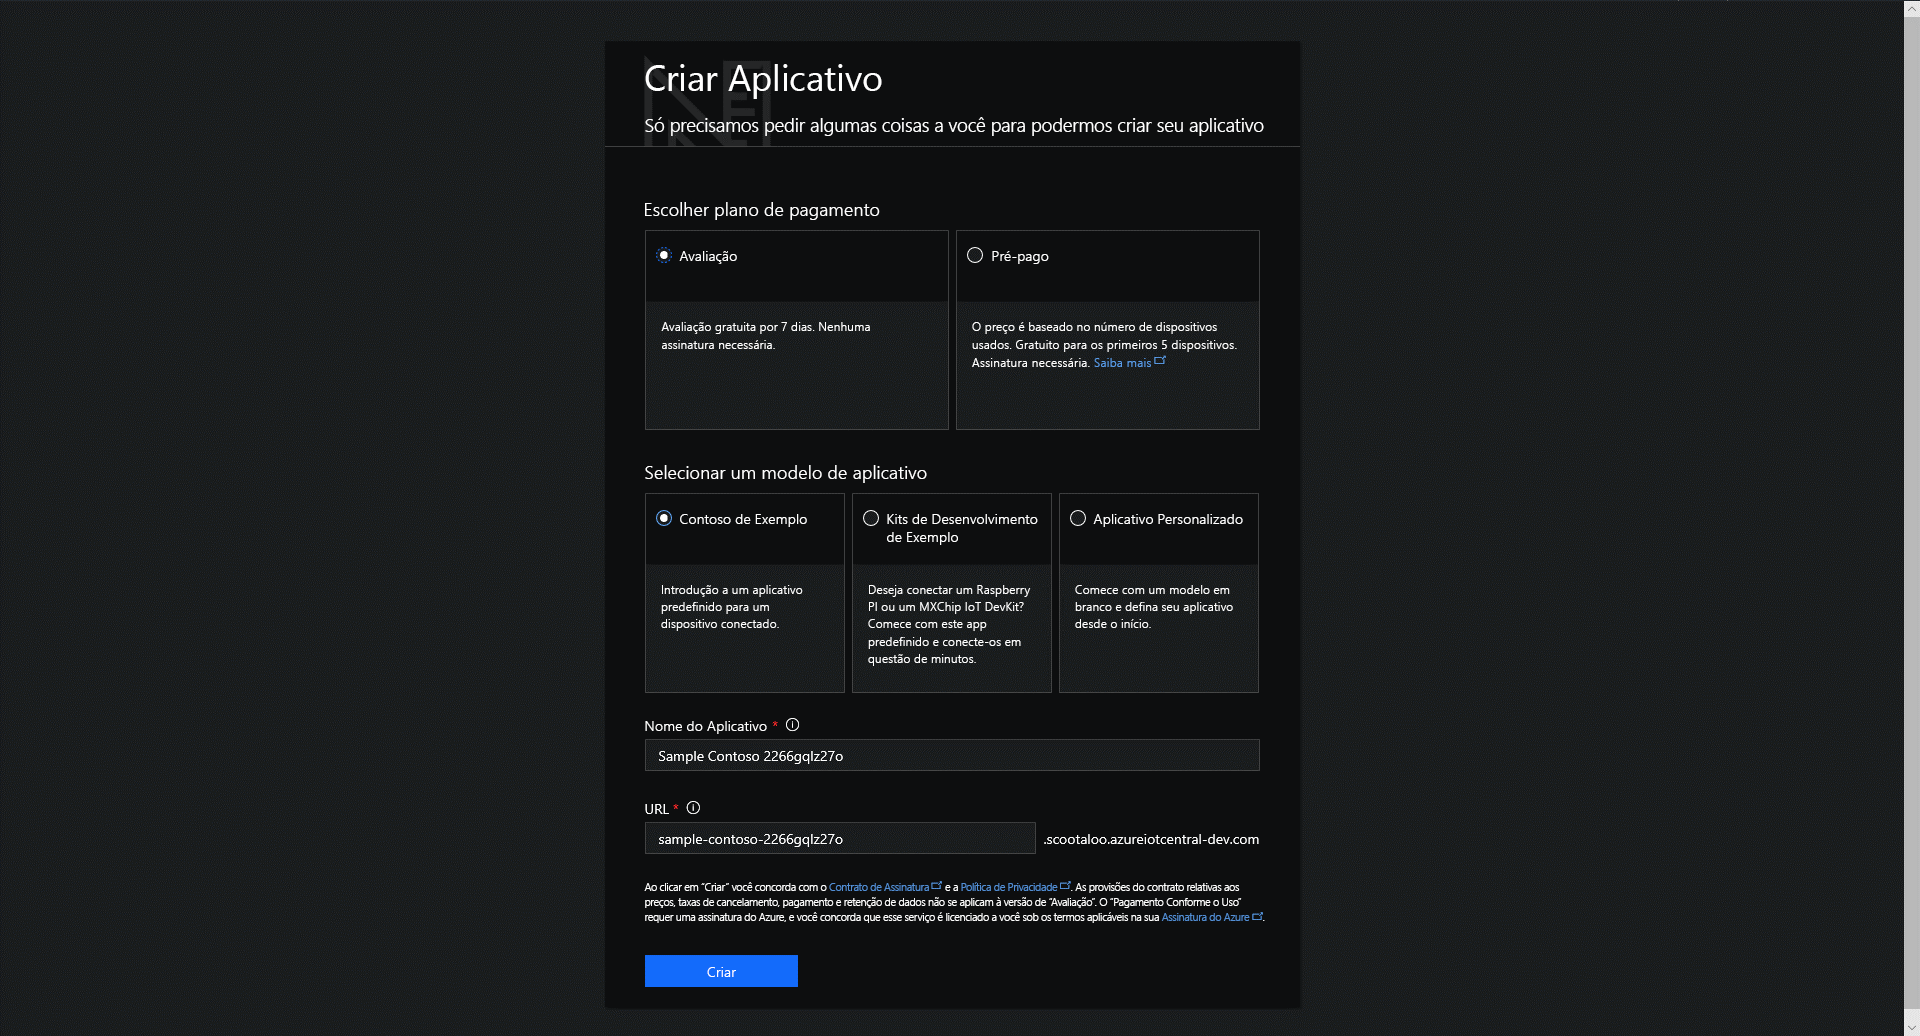 Criar Aplicativo
Só precisamos pedir algumas coisas a você para podermos criar seu aplicativo
Escolher plano de pagamento
Avaliação
Avaliação gratuita por 7 dias. Nenhuma
assinatura necessária.
Pré-pago
O preço é baseado no número de dispositivos
usados. Gratuito para os primeiros 5 dispositivos.
Assinatura necessária. Saiba mais
Selecionar um modelo de aplicativo
Contoso de Exemplo
Introdução a um aplicativo
predefinido para um
dispositivo conectado.
Kits de Desenvolvimento
de Exemplo
Deseja conectar um Raspberry
PI ou um MXChip IoT DevKit?
Comece com este app
predefinido e conecte-os em
questão de minutos.
Aplicativo Personalizado
Comece com um modelo em
branco e defina seu aplicativo
desde o início.
Nome do Aplicativo *
Sample Contoso 2266gqlz27o
URL *
sample-contoso-2266gqlz27o
.scootaloo.azureiotcentral-dev.com
Ao clicar em “Criar” você concorda com o Contrato de Assinatura e a Política de Privacidade. As provisões do contrato relativas aos
preços, taxas de cancelamento, pagamento e retenção de dados não se aplicam à versão de “Avaliação”. O “Pagamento Conforme o Uso”
requer uma assinatura do Azure, e você concorda que esse serviço é licenciado a você sob os termos aplicáveis na sua Assinatura do Azure.
Criar